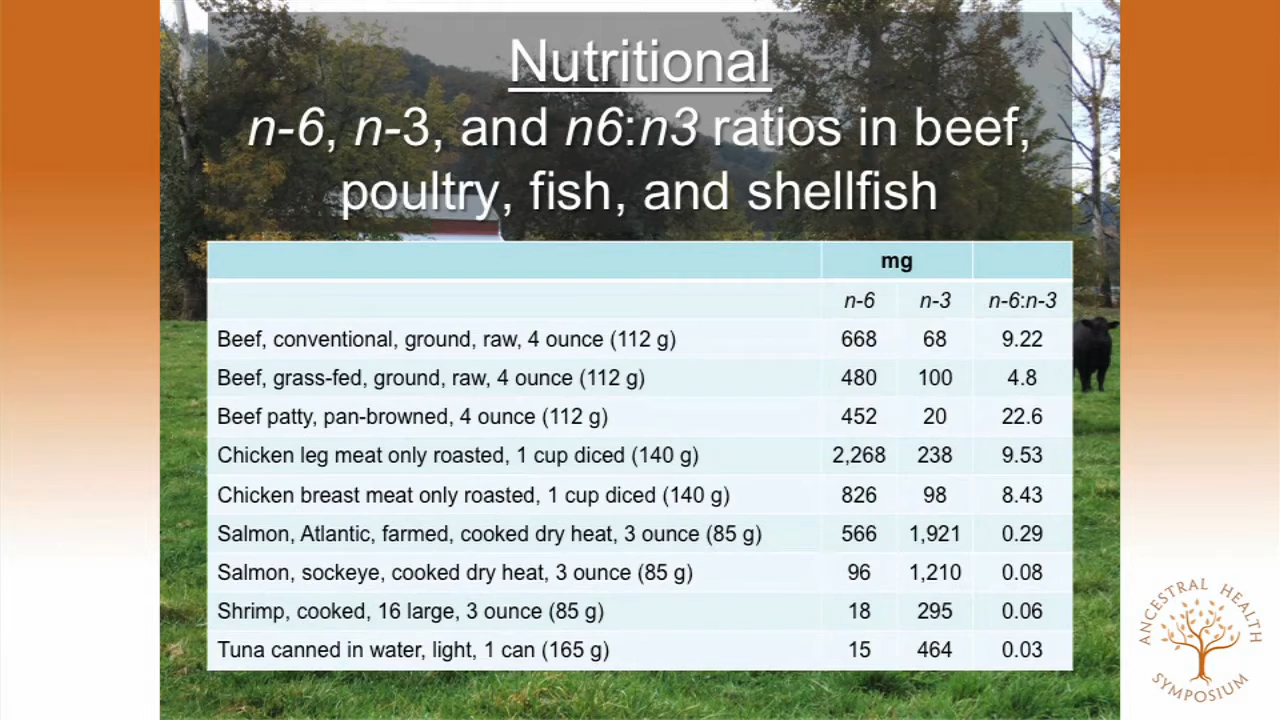 Nutritional
n-6, n-3, and n6:n3 ratios in beef,
poultry, fish, and shellfish
mg
n-6 n-3 n-6:n-3
Beef, conventional, ground, raw, 4 ounce (112 g) 668 68 9.22
Beef, grass-fed, ground, raw, 4 ounce (112 g) 480 100 4.8
Beef patty, pan-browned, 4 ounce (112 g) 452 20 22.6
Chicken leg meat only roasted, 1 cup diced (140 g) 2,268 238 9.53
Chicken breast meat only roasted, 1 cup diced (140 g) 826 98 8.43
Salmon, Atlantic, farmed, cooked dry heat, 3 ounce (85 g) 566 1,921 0.29
Salmon, sockeye, cooked dry heat, 3 ounce (85 g) 96 1,210 0.08
Shrimp, cooked, 16 large, 3 ounce (85 g) 18 295 0.06
Tuna canned in water, light, 1 can (165 g) 15 464 0.03
ANCESTRAL HEALTH
SYMPOSIUM